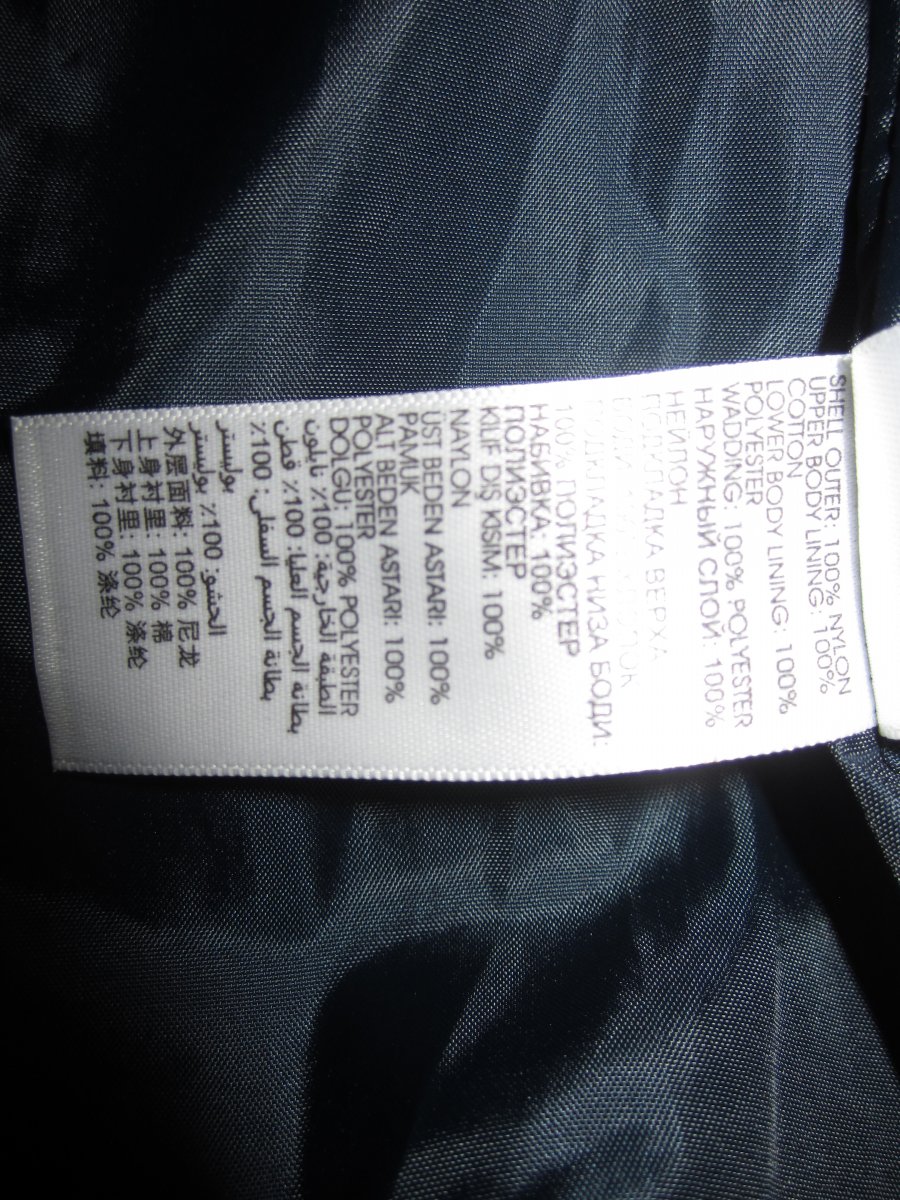 SHELL OUTER: 100% NYLON
UPPER BODY LINING: 100%
COTTON
LOWER BODY LINING: 100%
POLYESTER
WADDING: 100% POLYESTER
НАРУЖНЫЙ СЛОЙ: 100%
НЕЙЛОН
ПОДКЛАДКА ВЕРХА
ПОДКЛАДКА НИЗА БОДИ:
100% ПОЛИЭСТЕР
НАБИВКА: 100%
ПОЛИЭСТЕР
KILIF DIŞ KISIM: 100%
NAYLON
ÜST BEDEN ASTARI: 100%
PAMUK
ALT BEDEN ASTARI: 100%
POLYESTER
DOLGU: 100% POLYESTER
الطبقة الخارجية: 100٪ نايلون
بطانة الجسم العليا: 100٪ قطن
بطانة الجسم السفلى: 100٪
بوليستر
الحشو: 100٪ بوليستر
外层面料: 100% 尼龙
上身衬里: 100% 棉
下身衬里: 100% 涤纶
填料: 100% 涤纶